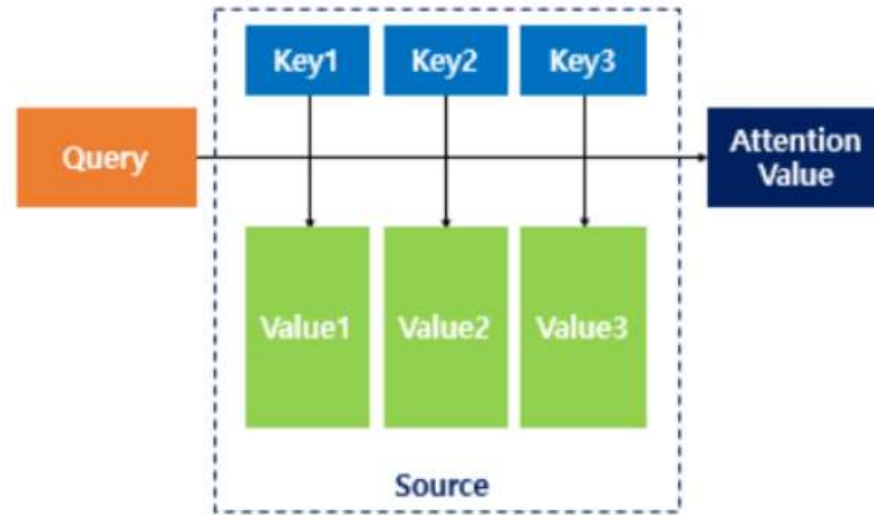 Key1 Key2 Key3
Query
Attention
Value
Value1 Value2 Value3
Source